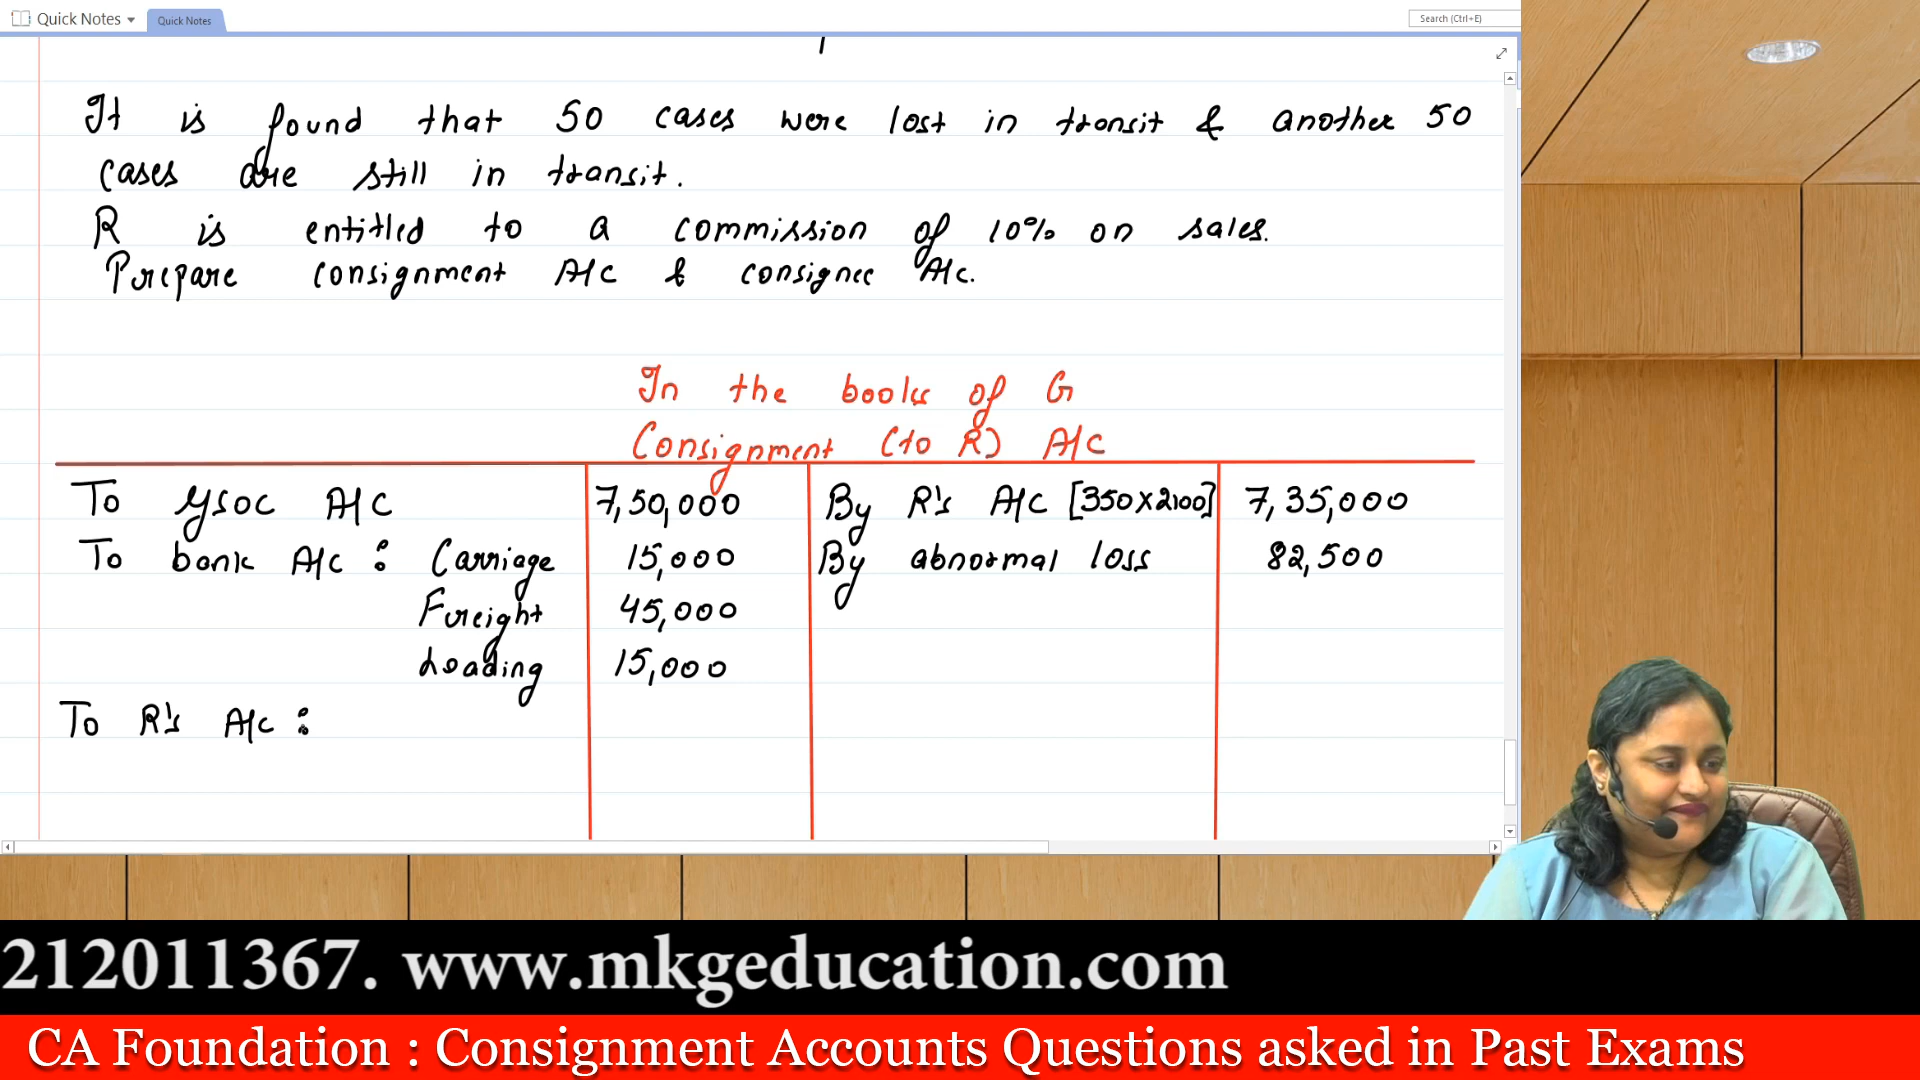 Quick Notes
Quick Notes
Search (Ctrl+E)
It is found that 50 cases were lost in transit & another 50
cases are still in transit.
R is entitled to a commission of 10% on sales.
Prepare consignment A/c & consignee A/c.
In the books of G
Consignment (to R) A/c
To GSOC A/c 7,50,000 By R's A/c [350x2100] 7,35,000
To bank A/c : Carriage 15,000 By abnormal loss 82,500
Freight 45,000
Loading 15,000
To R's A/c :
212011367. www.mkgeducation.com
CA Foundation : Consignment Accounts Questions asked in Past Exams